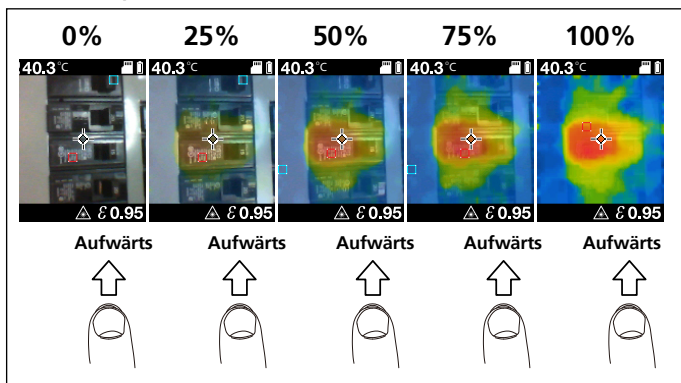 0% 25% 50% 75% 100%
40.3°C 40.3°C 40.3°C 40.3°C 40.3°C
ε 0.95 ε 0.95 ε 0.95 ε 0.95 ε 0.95
Aufwärts Aufwärts Aufwärts Aufwärts Aufwärts